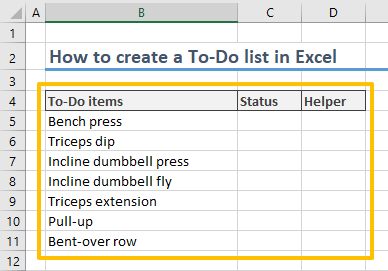 A B C D
1
2 How to create a To-Do list in Excel
3
4 To-Do items Status Helper
5 Bench press
6 Triceps dip
7 Incline dumbbell press
8 Incline dumbbell fly
9 Triceps extension
10 Pull-up
11 Bent-over row
12